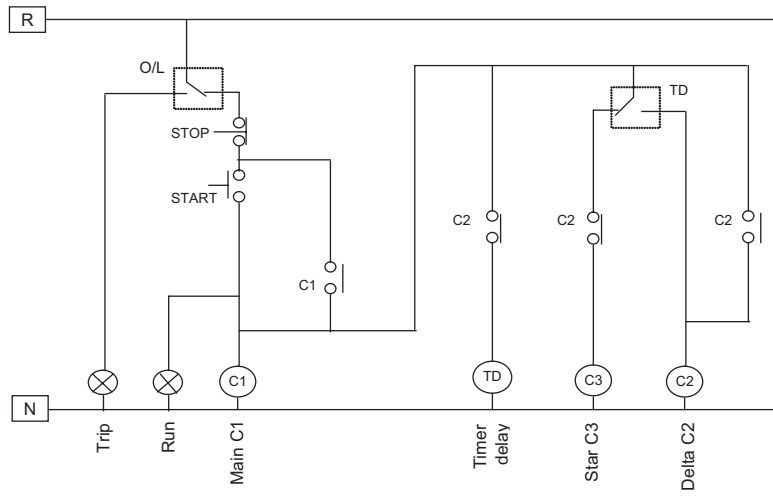 R
O/L
TD
STOP
START
C2
C2
C2
C1
C1
TD
C3
C2
N
Trip
Run
Main C1
Timer
delay
Star C3
Delta C2